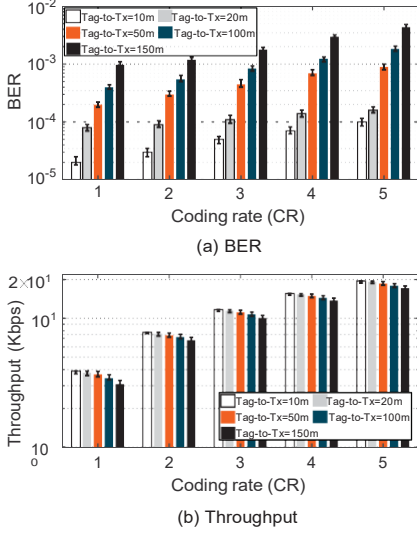 10^-2
Tag-to-Tx=10m Tag-to-Tx=20m
Tag-to-Tx=50m Tag-to-Tx=100m
Tag-to-Tx=150m
10^-3
BER
10^-4
10^-5
1 2 3 4 5
Coding rate (CR)
(a) BER
2×10^1
10^1
Throughput (Kbps)
Tag-to-Tx=10m Tag-to-Tx=20m
Tag-to-Tx=50m Tag-to-Tx=100m
Tag-to-Tx=150m
10
0
1 2 3 4 5
Coding rate (CR)
(b) Throughput